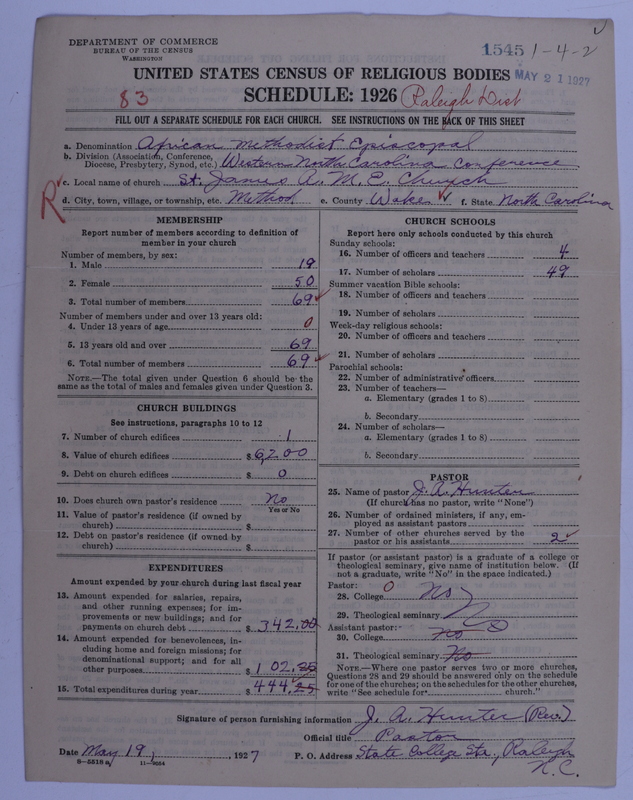 DEPARTMENT OF COMMERCE
BUREAU OF THE CENSUS
WASHINGTON
1545 1-4-2
MAY 21 1927
UNITED STATES CENSUS OF RELIGIOUS BODIES
83
SCHEDULE: 1926
Raleigh Dist
FILL OUT A SEPARATE SCHEDULE FOR EACH CHURCH. SEE INSTRUCTIONS ON THE BACK OF THIS SHEET
a. Denomination African Methodist Episcopal
b. Division (Association, Conference, Diocese, Presbytery, Synod, etc.) Western North Carolina Conference
c. Local name of church St. James A. M. E. Church
R
d. City, town, village, or township, etc. Method e. County Wake f. State North Carolina
MEMBERSHIP
Report number of members according to definition of
member in your church
Number of members, by sex:
1. Male 19
2. Female 50
3. Total number of members 69
Number of members under and over 13 years old:
4. Under 13 years of age 0
5. 13 years old and over 69
6. Total number of members 69
NOTE.—The total given under Question 6 should be the
same as the total of males and females given under Question 3.
CHURCH BUILDINGS
See instructions, paragraphs 10 to 12
7. Number of church edifices 1
8. Value of church edifices $6,200
9. Debt on church edifices $ 0
10. Does church own pastor's residence No
Yes or No
11. Value of pastor's residence (if owned by
church) $
12. Debt on pastor's residence (if owned by
church) $
EXPENDITURES
Amount expended by your church during last fiscal year
13. Amount expended for salaries, repairs,
and other running expenses; for im-
provements or new buildings; and for
payments on church debt $ 342.00
14. Amount expended for benevolences, in-
cluding home and foreign missions; for
denominational support; and for all
other purposes $ 102.
15. Total expenditures during year $ 444.25
CHURCH SCHOOLS
Report here only schools conducted by this church
Sunday schools:
16. Number of officers and teachers 4
17. Number of scholars 49
Summer vacation Bible schools:
18. Number of officers and teachers
19. Number of scholars
Week-day religious schools:
20. Number of officers and teachers
21. Number of scholars
Parochial schools:
22. Number of administrative officers
23. Number of teachers—
a. Elementary (grades 1 to 8)
b. Secondary
24. Number of scholars—
a. Elementary (grades 1 to 8)
b. Secondary
PASTOR
25. Name of pastor J. A. Hunter
(If church has no pastor, write "None")
26. Number of ordained ministers, if any, em-
ployed as assistant pastors
27. Number of other churches served by the
pastor or his assistants 2
If pastor (or assistant pastor) is a graduate of a college or
theological seminary, give name of institution below. (If
not a graduate, write "No" in the space indicated.)
Pastor: 0
28. College No
29. Theological seminary
Assistant pastor:
30. College No
31. Theological seminary No
NOTE.—Where one pastor serves two or more churches,
Questions 28 and 29 should be answered only on the schedule
for one of the churches; on the schedules for the other churches,
write "See schedule for church."
Signature of person furnishing information J. A. Hunter (Rev.)
Official title Pastor
Date May 19, 1927 P. O. Address State College Sta., Raleigh
N.C.
8-5518 a 11-9054